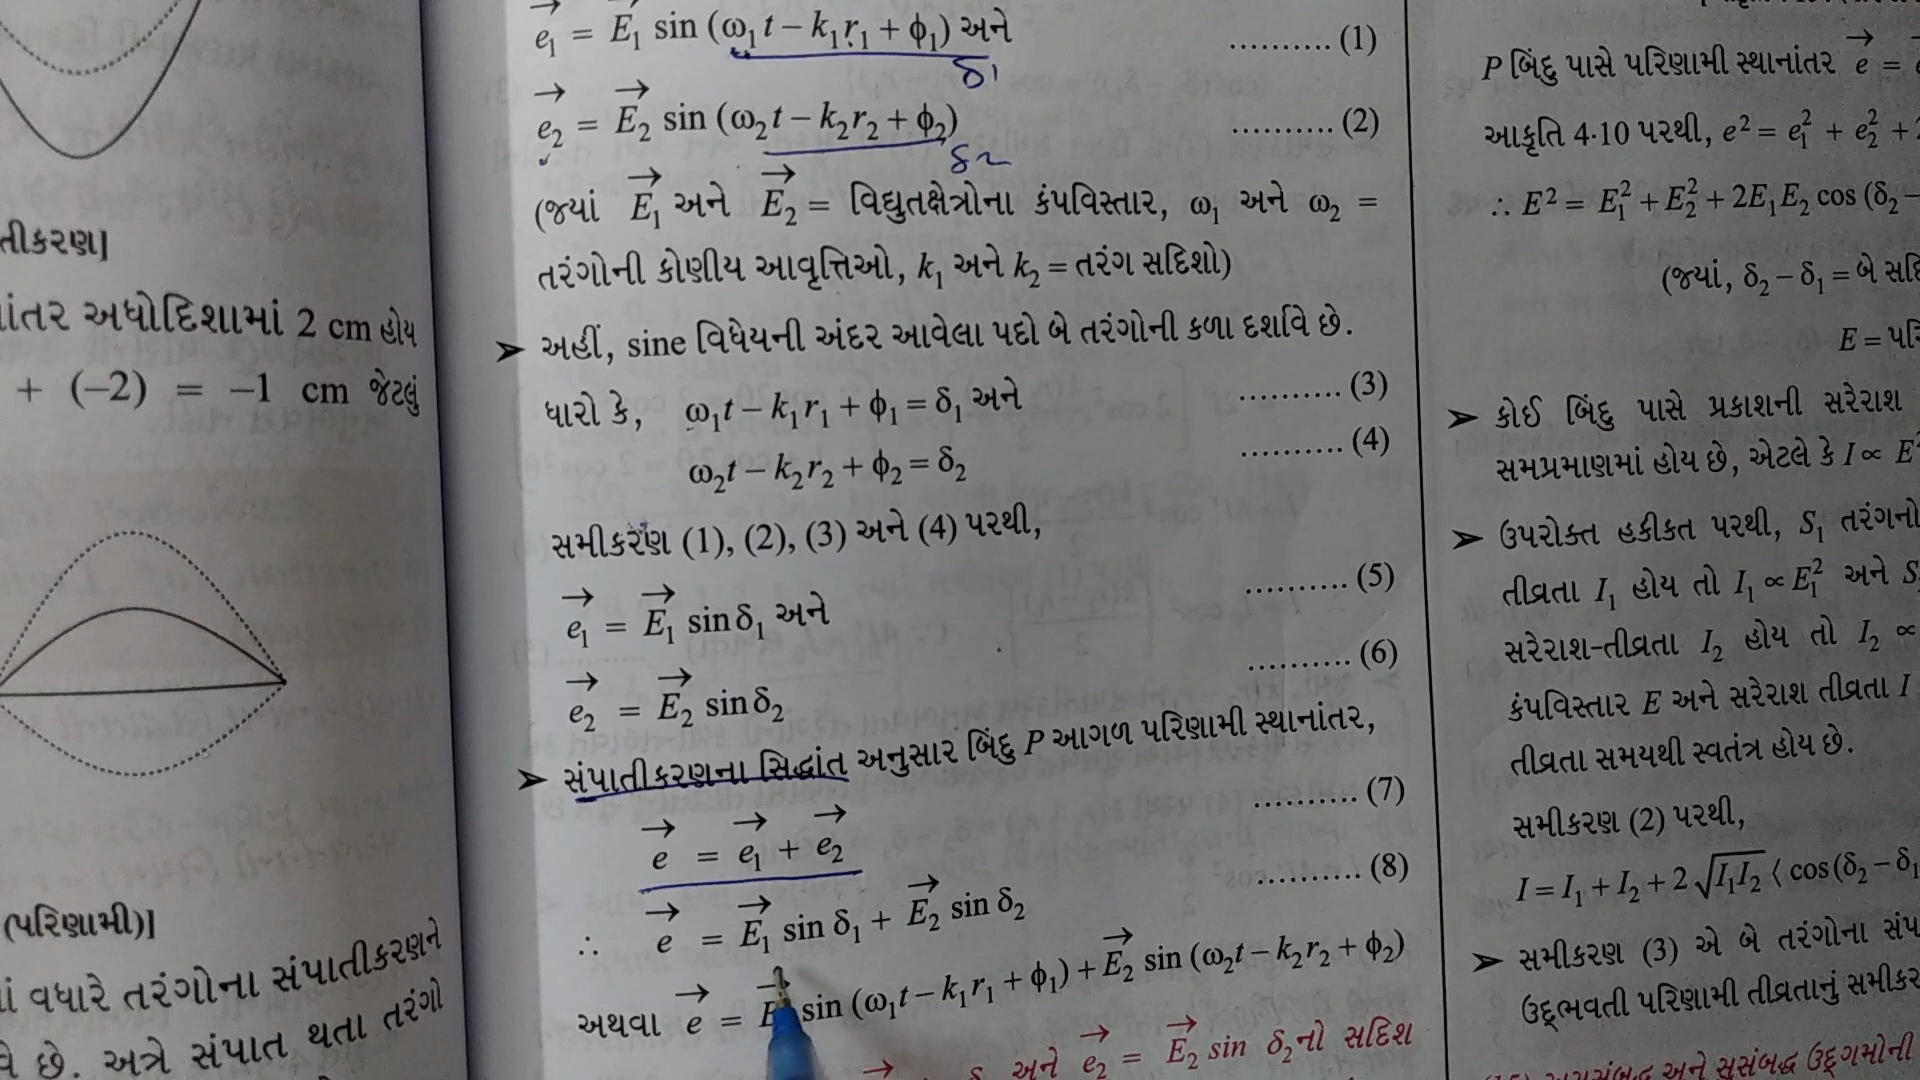 તીકરણ]
ાંતર અધોદિશામાં 2 cm હોય
+ (–2) = –1 cm જેટલું
(પરિણામી)]
ાં વધારે તરંગોના સંપાતીકરણને
વે છે. અત્રે સંપાત થતા તરંગો
e₁ = E₁ sin (ω₁t – k₁r₁ + ϕ₁) અને .......... (1)
δ₁
e₂ = E₂ sin (ω₂t – k₂r₂ + ϕ₂) .......... (2)
δ₂
(જ્યાં E₁ અને E₂ = વિદ્યુતક્ષેત્રોના કંપવિસ્તાર, ω₁ અને ω₂ =
તરંગોની કોણીય આવૃત્તિઓ, k₁ અને k₂ = તરંગ સદિશો)
➤ અહીં, sine વિધેયની અંદર આવેલા પદો બે તરંગોની કળા દર્શાવે છે.
ધારો કે, ω₁t – k₁r₁ + ϕ₁ = δ₁ અને .......... (3)
ω₂t – k₂r₂ + ϕ₂ = δ₂ .......... (4)
સમીકરણ (1), (2), (3) અને (4) પરથી,
e₁ = E₁ sinδ₁ અને .......... (5)
e₂ = E₂ sinδ₂ .......... (6)
➤ સંપાતીકરણના સિદ્ધાંત અનુસાર બિંદુ P આગળ પરિણામી સ્થાનાંતર,
e = e₁ + e₂ .......... (7)
∴ e = E₁ sin δ₁ + E₂ sin δ₂ .......... (8)
અથવા e = E sin (ω₁t – k₁r₁ + ϕ₁) + E₂ sin (ω₂t – k₂r₂ + ϕ₂)
અને e₂ = E₂ sin δ₂નો સદિશ
P બિંદુ પાસે પરિણામી સ્થાનાંતર e =
આકૃતિ 4·10 પરથી, e² = e₁² + e₂² +
∴ E² = E₁² + E₂² + 2E₁E₂ cos (δ₂ –
(જ્યાં, δ₂ – δ₁ = બે સદિ
E = પરિ
➤ કોઈ બિંદુ પાસે પ્રકાશની સરેરાશ
સમપ્રમાણમાં હોય છે, એટલે કે I ∝ E²
➤ ઉપરોક્ત હકીકત પરથી, S₁ તરંગનો
તીવ્રતા I₁ હોય તો I₁ ∝ E₁² અને S
સરેરાશ-તીવ્રતા I₂ હોય તો I₂ ∝
કંપવિસ્તાર E અને સરેરાશ તીવ્રતા I
તીવ્રતા સમયથી સ્વતંત્ર હોય છે.
સમીકરણ (2) પરથી,
I = I₁ + I₂ + 2 √I₁I₂ ⟨ cos (δ₂ – δ₁
➤ સમીકરણ (3) એ બે તરંગોના સંપ
ઉદ્ભવતી પરિણામી તીવ્રતાનું સમીકર
અને સુસંબદ્ધ ઉદ્ગમોની